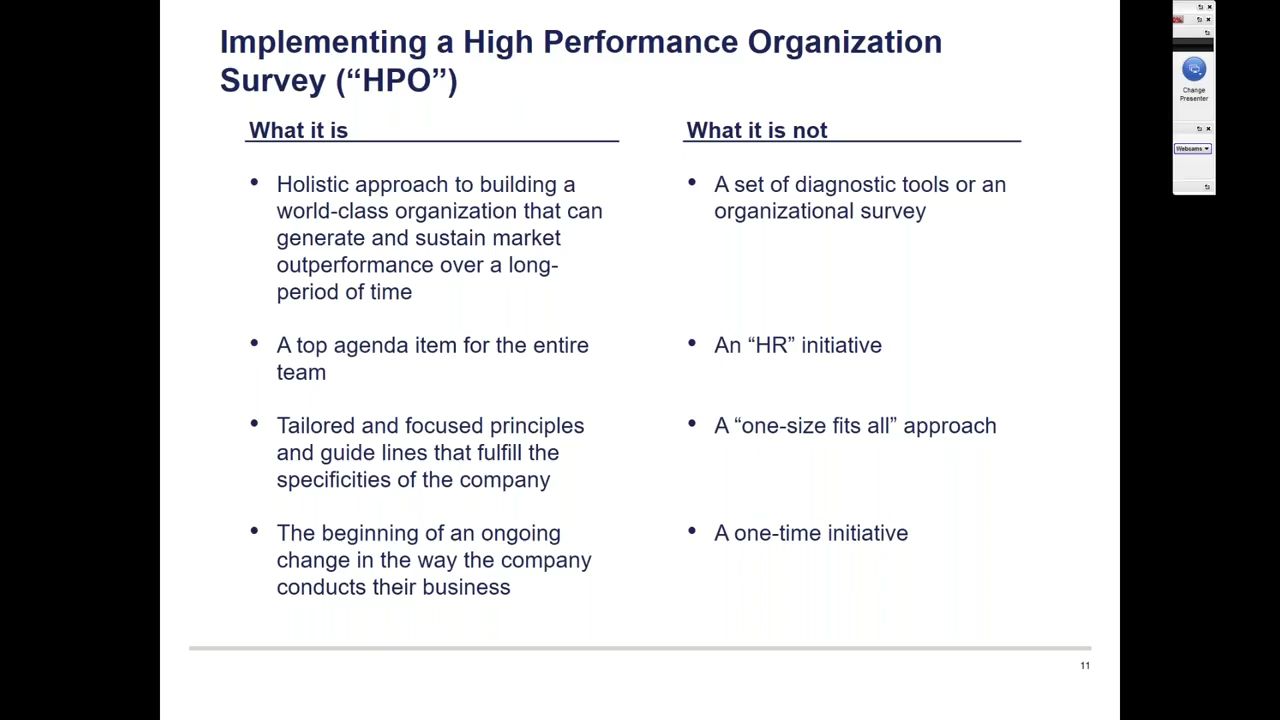 Implementing a High Performance Organization
Survey (“HPO”)
What it is
• Holistic approach to building a
world-class organization that can
generate and sustain market
outperformance over a long-
period of time
• A top agenda item for the entire
team
• Tailored and focused principles
and guide lines that fulfill the
specificities of the company
• The beginning of an ongoing
change in the way the company
conducts their business
What it is not
• A set of diagnostic tools or an
organizational survey
• An “HR” initiative
• A “one-size fits all” approach
• A one-time initiative
11
Change
Presenter
Webcams